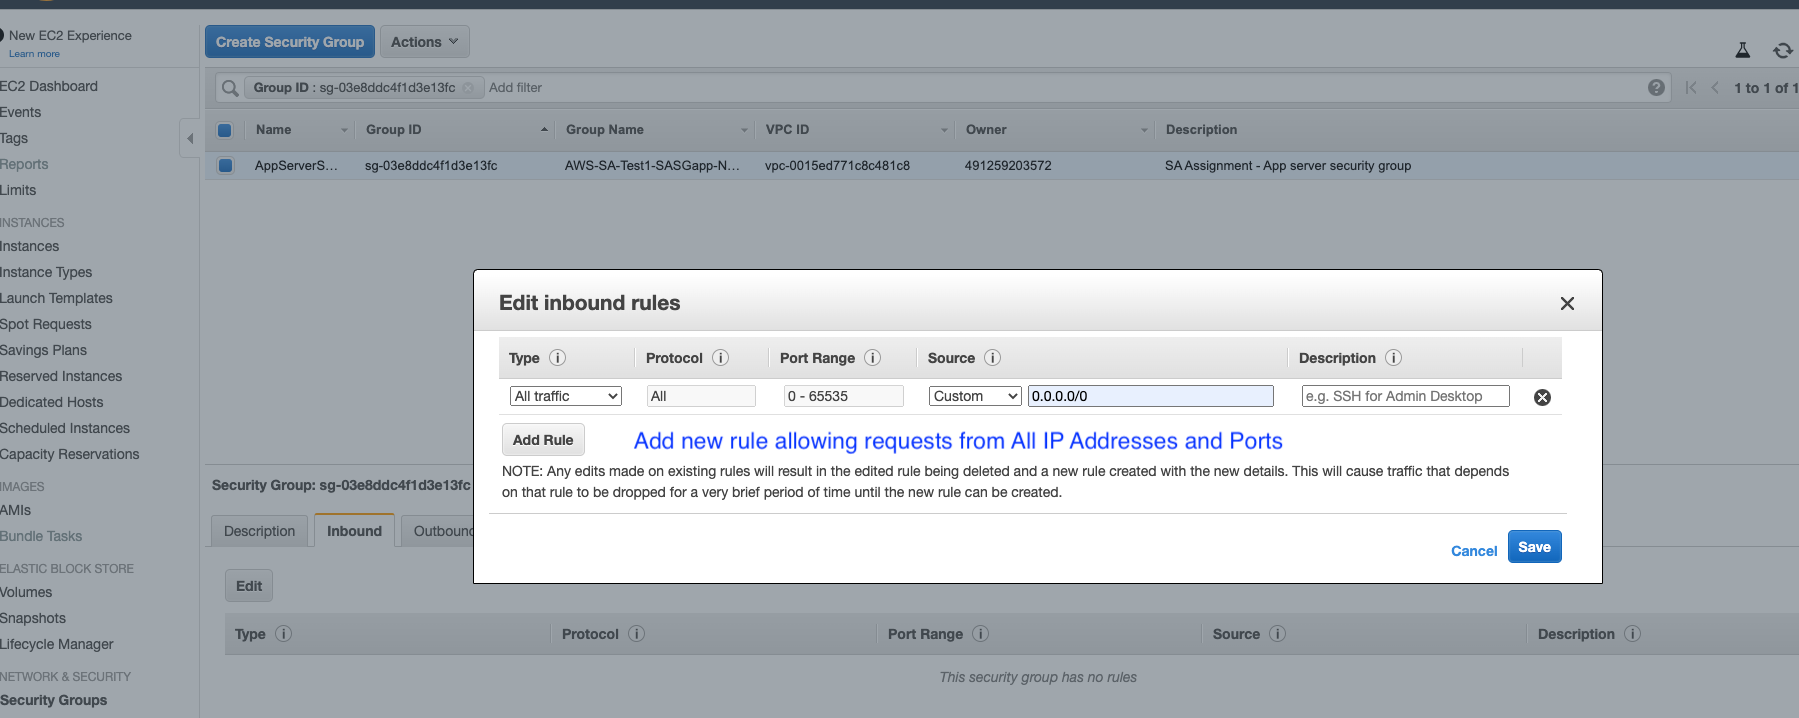 New EC2 Experience
Learn more
EC2 Dashboard
Events
Tags
Reports
Limits
INSTANCES
Instances
Instance Types
Launch Templates
Spot Requests
Savings Plans
Reserved Instances
Dedicated Hosts
Scheduled Instances
Capacity Reservations
IMAGES
AMIs
Bundle Tasks
ELASTIC BLOCK STORE
Volumes
Snapshots
Lifecycle Manager
NETWORK & SECURITY
Security Groups
Create Security Group Actions
Group ID : sg-03e8ddc4f1d3e13fc Add filter 1 to 1 of 1
Name Group ID Group Name VPC ID Owner Description
AppServerS... sg-03e8ddc4f1d3e13fc AWS-SA-Test1-SASGapp-N... vpc-0015ed771c8c481c8 491259203572 SA Assignment - App server security group
Edit inbound rules
Type Protocol Port Range Source Description
All traffic All 0 - 65535 Custom 0.0.0.0/0 e.g. SSH for Admin Desktop
Add Rule Add new rule allowing requests from All IP Addresses and Ports
NOTE: Any edits made on existing rules will result in the edited rule being deleted and a new rule created with the new details. This will cause traffic that depends
on that rule to be dropped for a very brief period of time until the new rule can be created.
Cancel Save
Security Group: sg-03e8ddc4f1d3e13fc
Description Inbound Outbound
Edit
Type Protocol Port Range Source Description
This security group has no rules